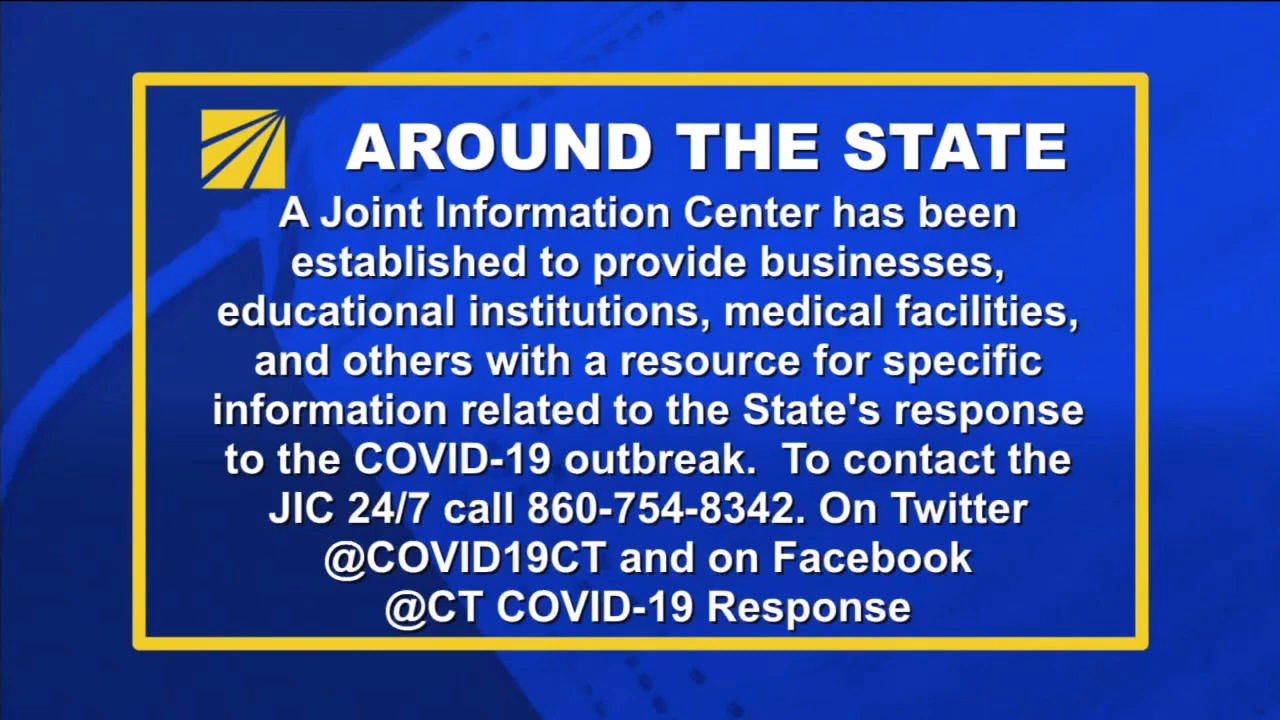 AROUND THE STATE
A Joint Information Center has been
established to provide businesses,
educational institutions, medical facilities,
and others with a resource for specific
information related to the State's response
to the COVID-19 outbreak.  To contact the
JIC 24/7 call 860-754-8342. On Twitter
@COVID19CT and on Facebook
@CT COVID-19 Response